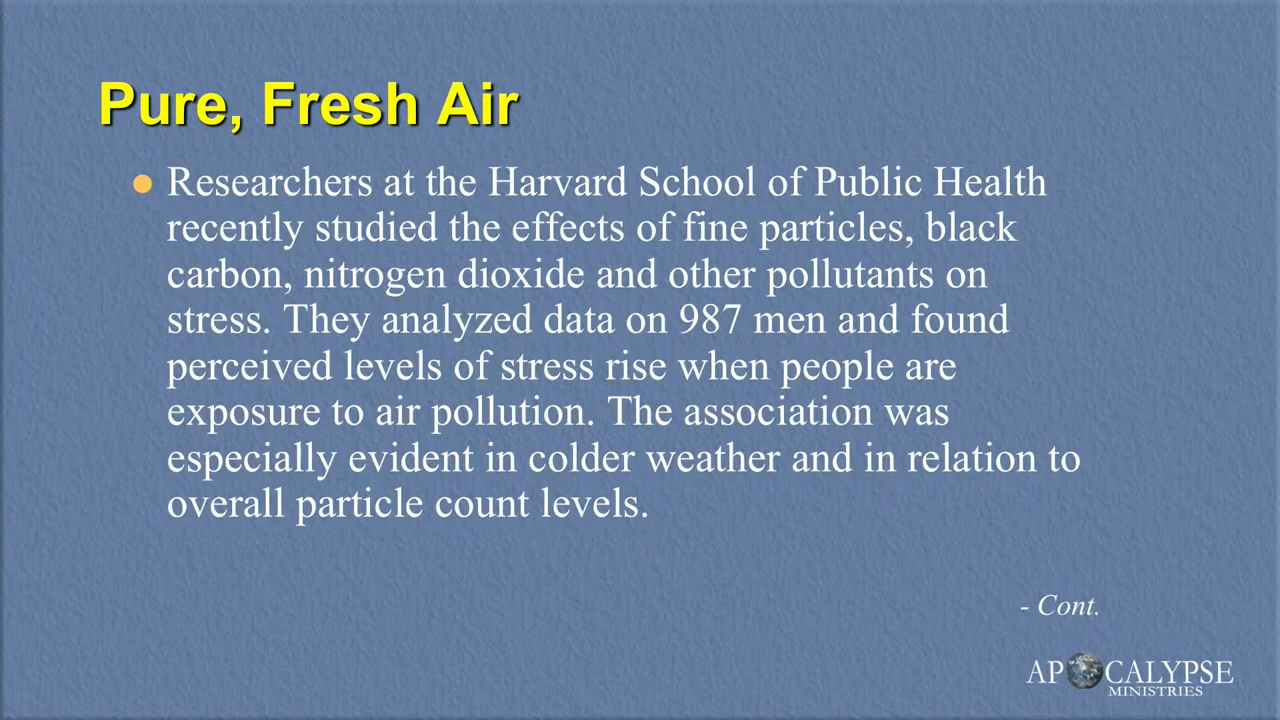 Pure, Fresh Air
Researchers at the Harvard School of Public Health
recently studied the effects of fine particles, black
carbon, nitrogen dioxide and other pollutants on
stress. They analyzed data on 987 men and found
perceived levels of stress rise when people are
exposure to air pollution. The association was
especially evident in colder weather and in relation to
overall particle count levels.
- Cont.
APOCALYPSE
MINISTRIES